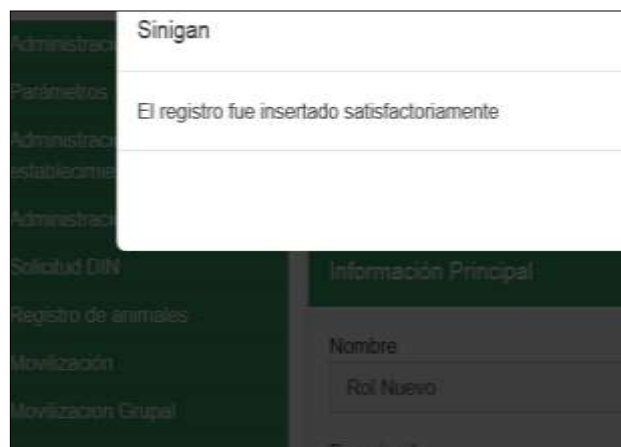 Sinigan
El registro fue insertado satisfactoriamente
Parámetros
Solicitud DIN
Registro de animales
Movilización
Movilizacion Grupal
Información Principal
Nombre
Rol Nuevo